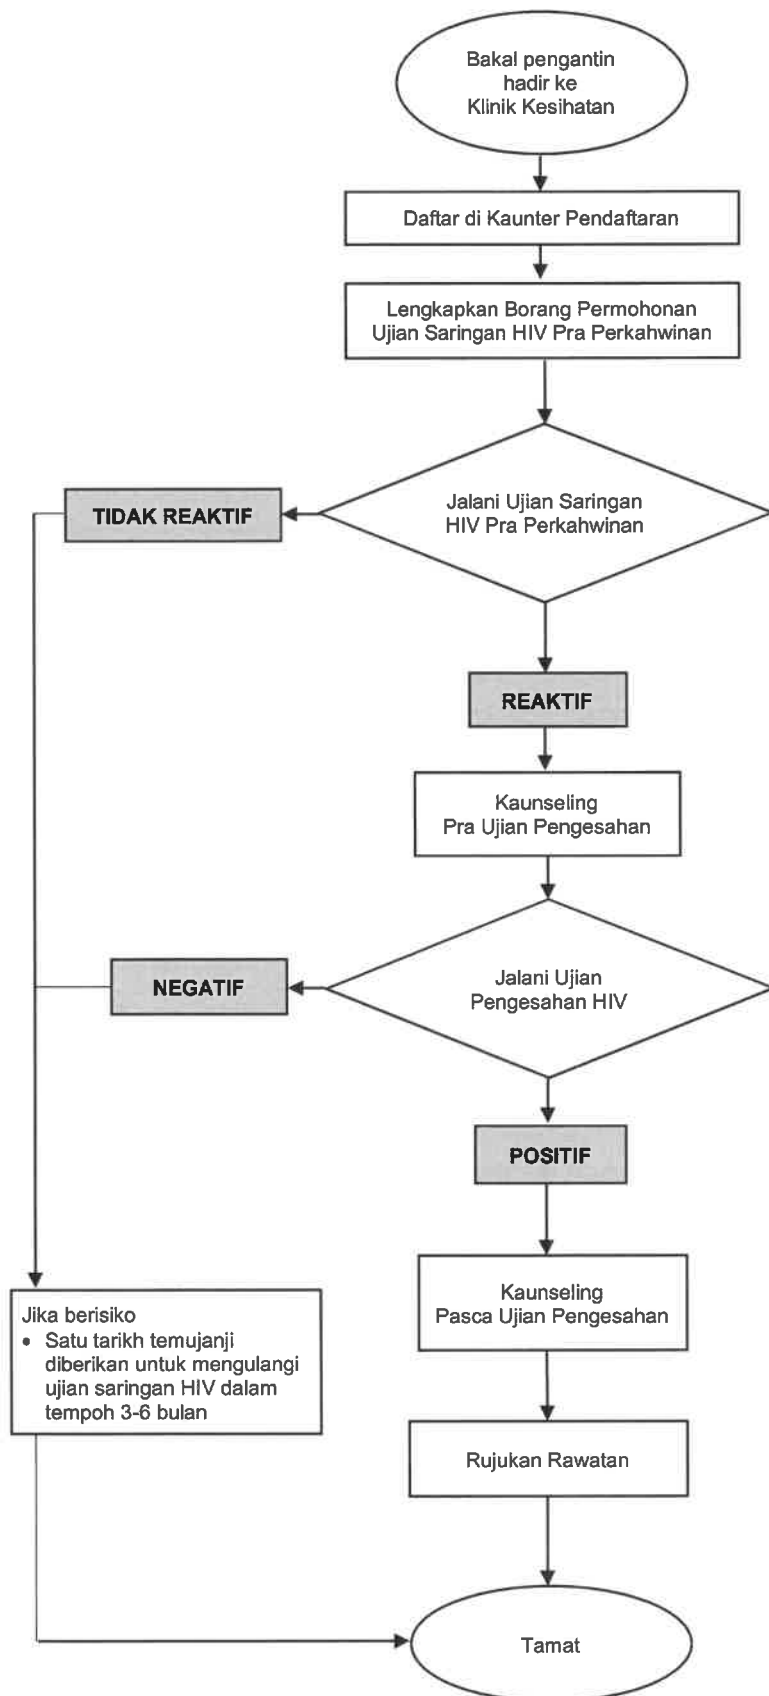 Bakal pengantin
hadir ke
Klinik Kesihatan
Daftar di Kaunter Pendaftaran
Lengkapkan Borang Permohonan
Ujian Saringan HIV Pra Perkahwinan
Jalani Ujian Saringan
HIV Pra Perkahwinan
TIDAK REAKTIF
REAKTIF
Kaunseling
Pra Ujian Pengesahan
Jalani Ujian
Pengesahan HIV
NEGATIF
POSITIF
Kaunseling
Pasca Ujian Pengesahan
Jika berisiko
• Satu tarikh temujanji
diberikan untuk mengulangi
ujian saringan HIV dalam
tempoh 3-6 bulan
Rujukan Rawatan
Tamat